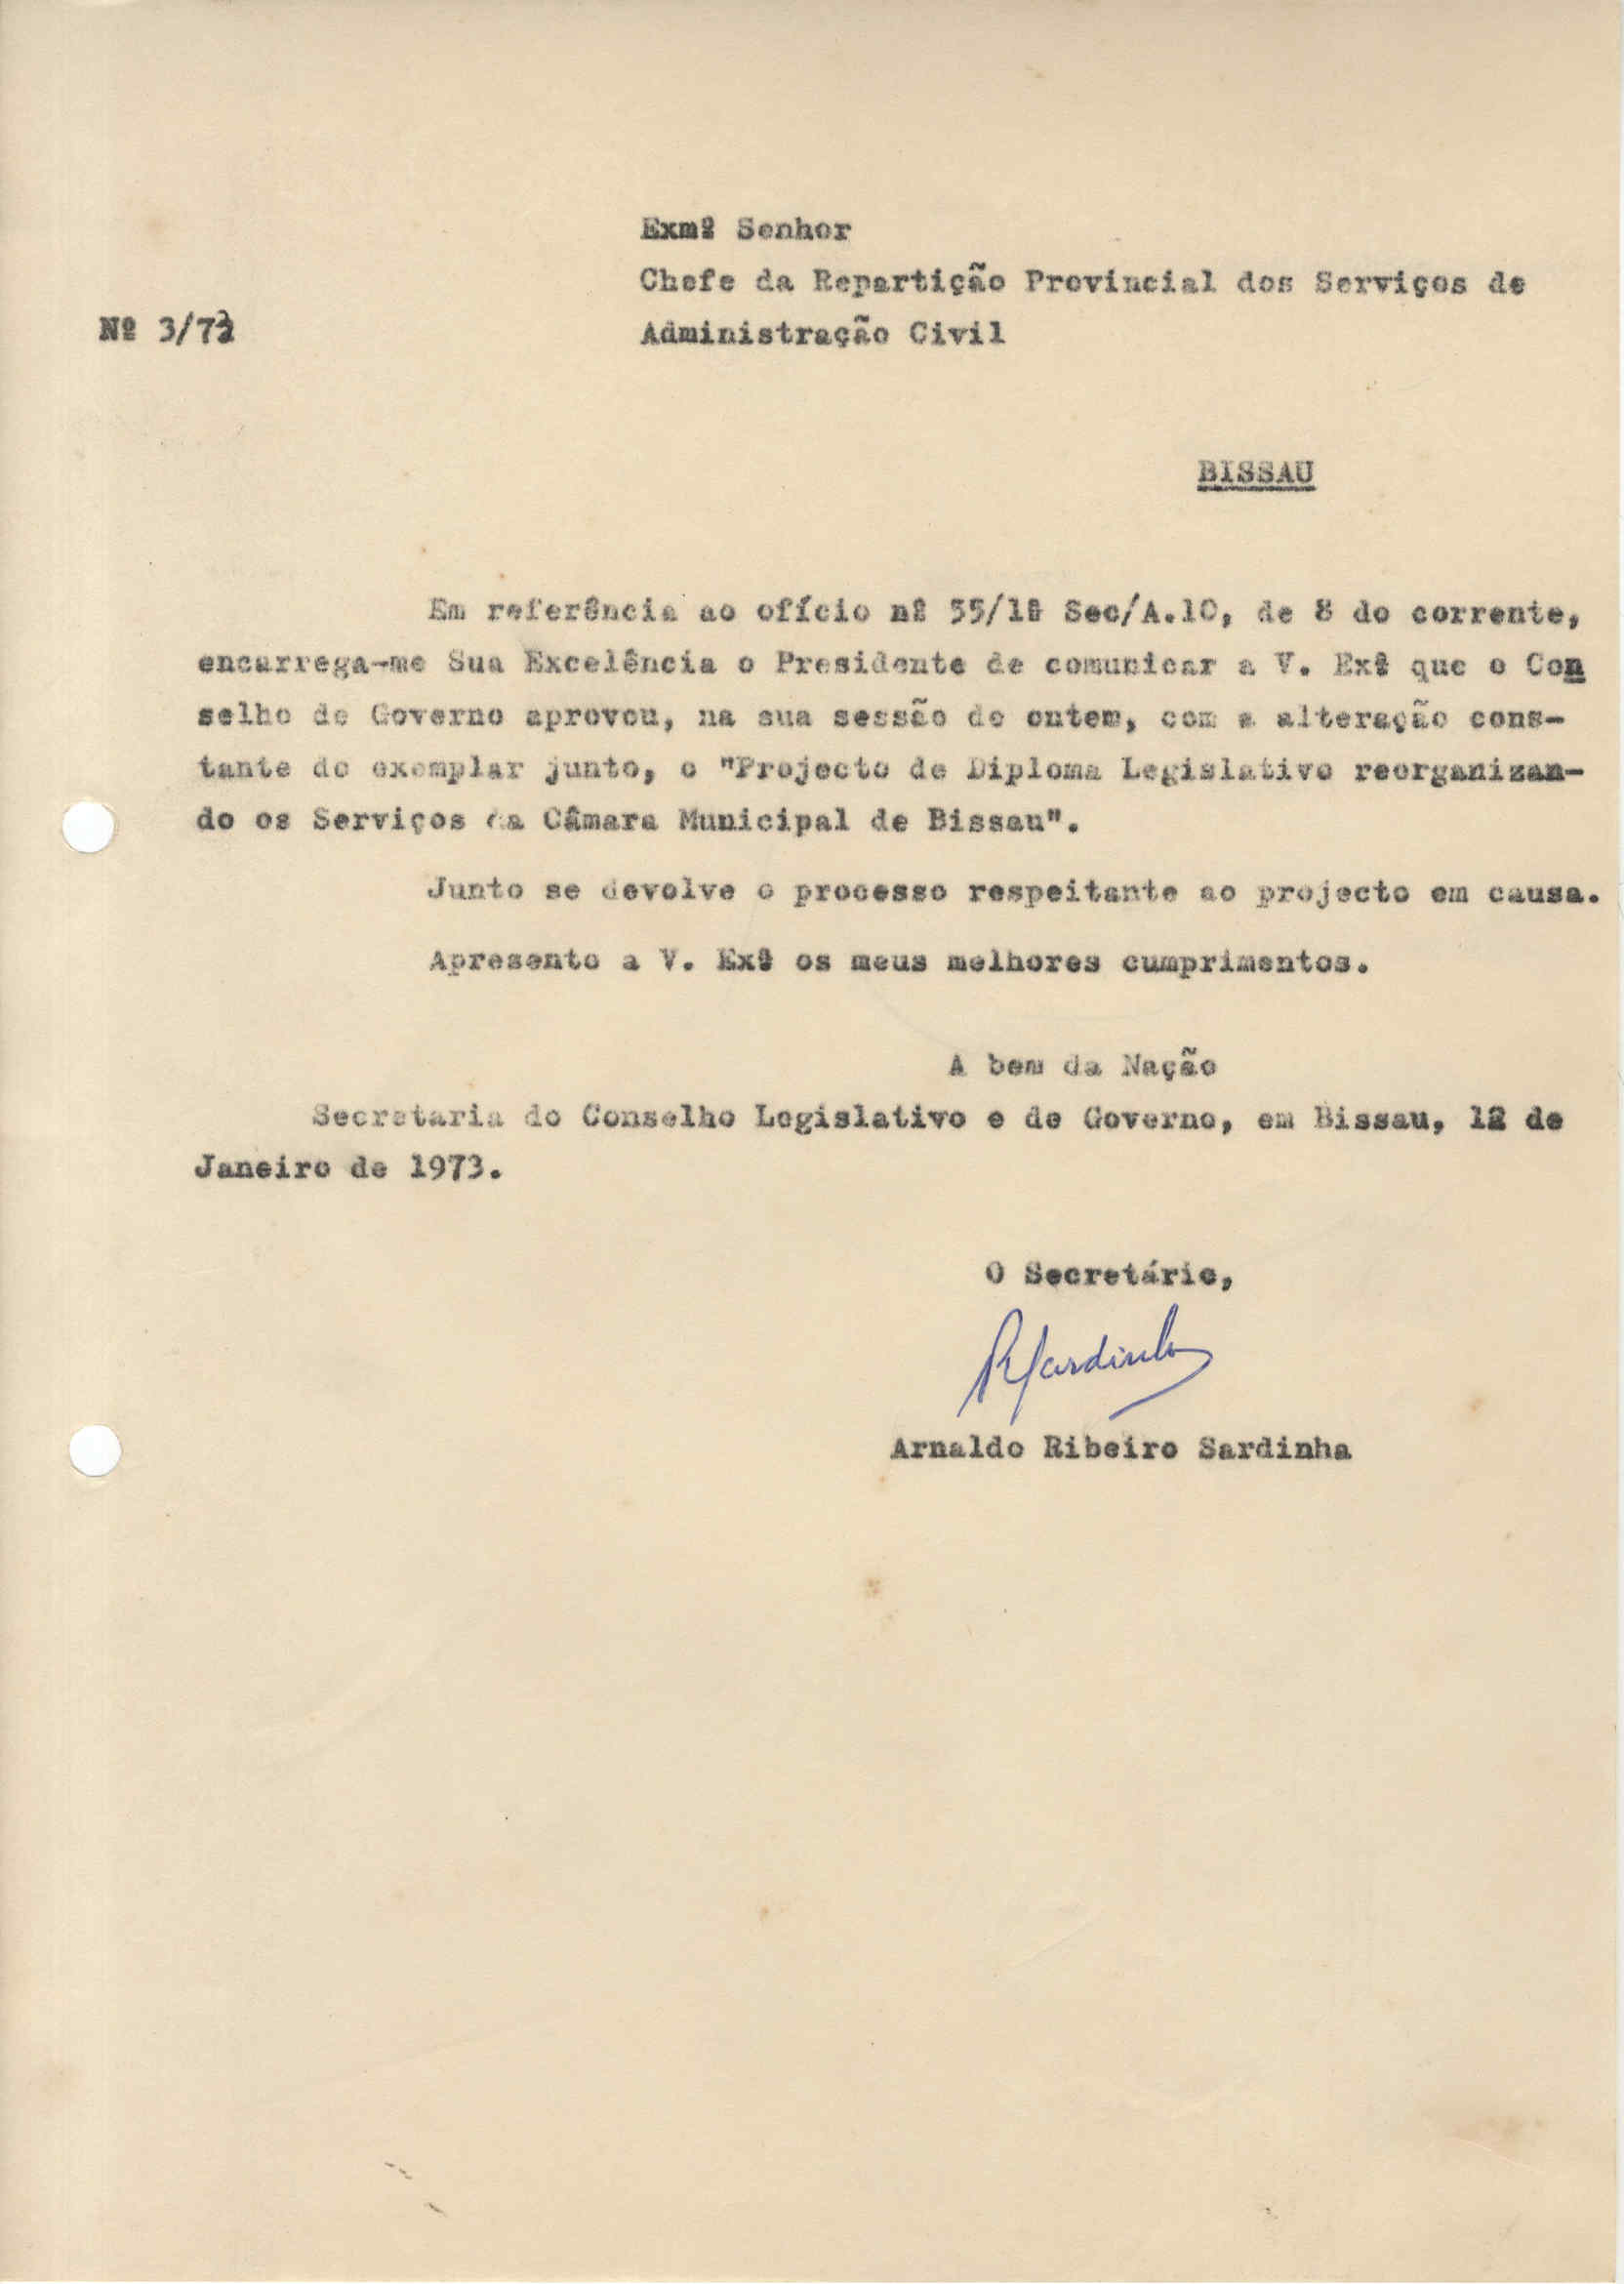 Exmº Senhor
Chefe da Repartição Provincial dos Serviços de
Nº 3/73
Administração Civil
BISSAU
Em referência ao ofício nº 55/1ª Sec/A.10, de 8 do corrente,
encarrega-me Sua Excelência o Presidente de comunicar a V. Exª que o Con
selho de Governo aprovou, na sua sessão de ontem, com a alteração cons-
tante do exemplar junto, o "Projecto de Diploma Legislativo reorganizan-
do os Serviços da Câmara Municipal de Bissau".
Junto se devolve o processo respeitante ao projecto em causa.
Apresento a V. Exª os meus melhores cumprimentos.
A bem da Nação
Secretaria do Conselho Legislativo e de Governo, em Bissau, 12 de
Janeiro de 1973.
O Secretário,
RSardinha
Arnaldo Ribeiro Sardinha